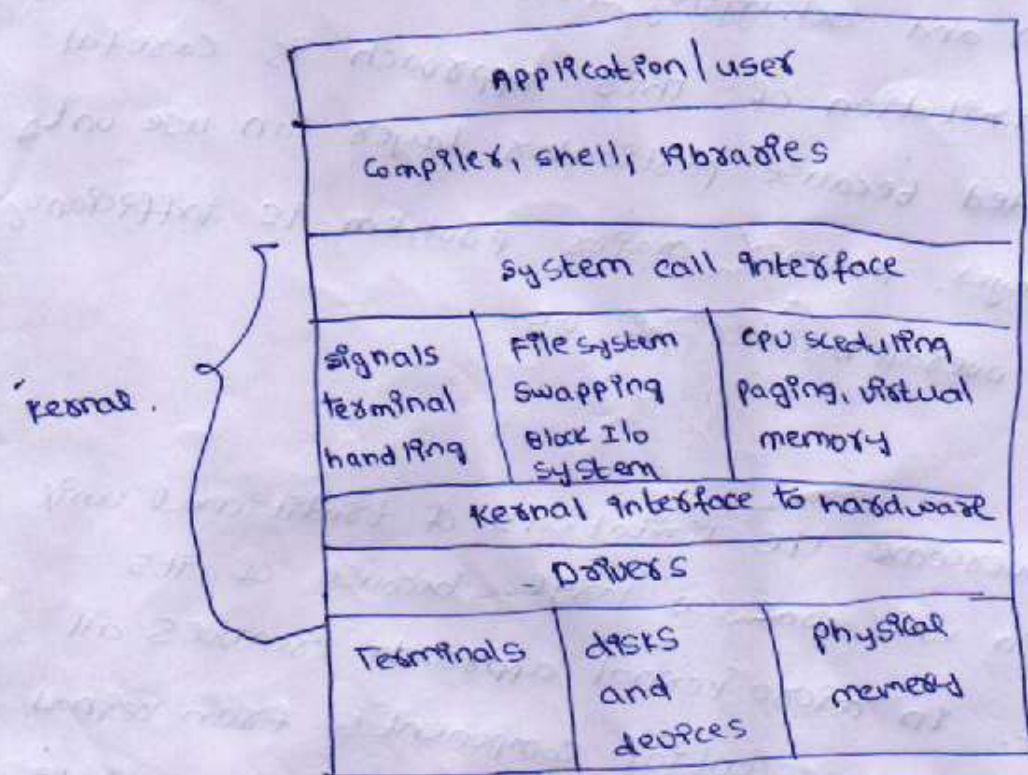 Application / user
Compiler, shell, libraries
system call interface
signals
terminal
handling
File system
swapping
Block I/o
system
CPU sceduling
paging, virtual
memory
kernal.
kernal interface to hardware
Drivers
Terminals
disks
and
devices
physical
memory